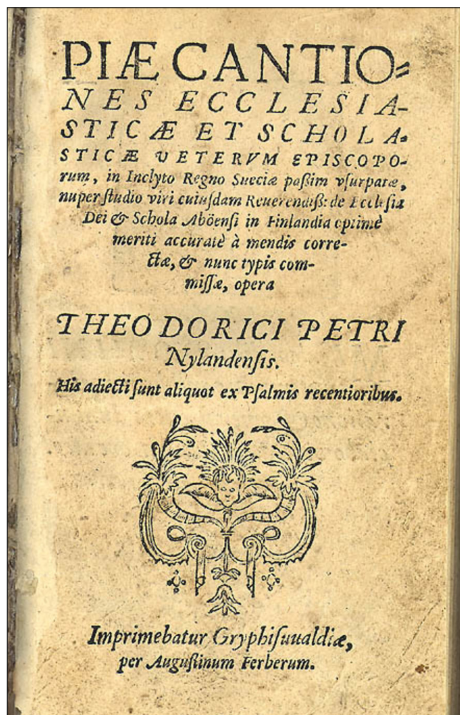 PIÆ CANTIO=
NES ECCLESIA-
STICÆ ET SCHOLA-
STICÆ VETERVM EPISCOPO-
rum, in Inclyto Regno Sueciæ paßim vſurpatæ,
nuper ſtudio viri cuiuſdam Reuerendiß: de Eccleſia
Dei & Schola Aböenſi in Finlandia optimè
meriti accuratè à mendis corre-
ctæ, & nunc typis com-
miſſæ, opera
THEODORICI PETRI
Nylandenſis.
His adiecti ſunt aliquot ex Pſalmis recentioribus.
Imprimebatur Gryphiſuualdiæ,
per Auguſtinum Ferberum.